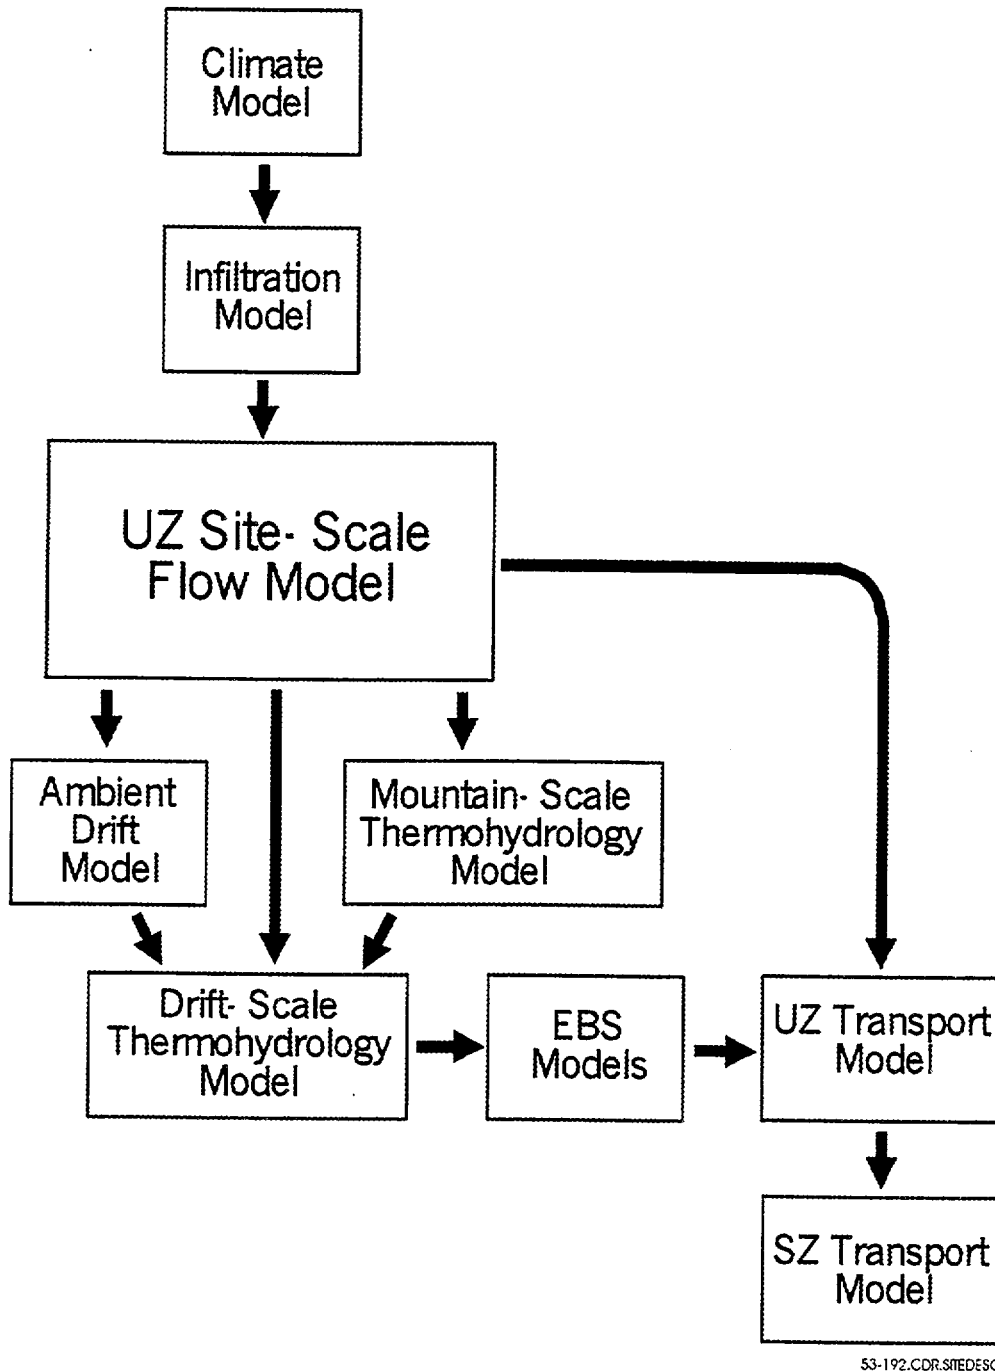 Climate
Model
Infiltration
Model
UZ Site- Scale
Flow Model
Ambient
Drift
Model
Mountain- Scale
Thermohydrology
Model
Drift- Scale
Thermohydrology
Model
EBS
Models
UZ Transport
Model
SZ Transport
Model
53-192.CDR.SITEDESC